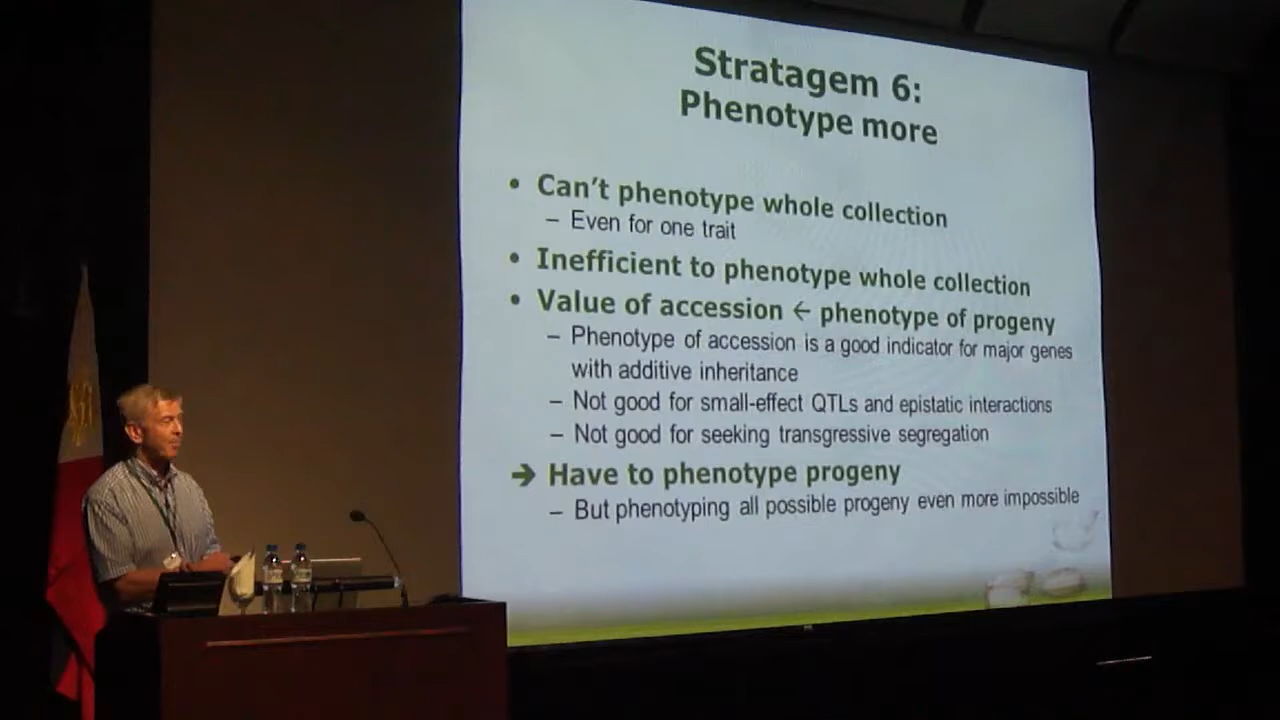 Stratagem 6:
Phenotype more
• Can't phenotype whole collection
– Even for one trait
• Inefficient to phenotype whole collection
• Value of accession ← phenotype of progeny
– Phenotype of accession is a good indicator for major genes
with additive inheritance
– Not good for small-effect QTLs and epistatic interactions
– Not good for seeking transgressive segregation
➔ Have to phenotype progeny
– But phenotyping all possible progeny even more impossible